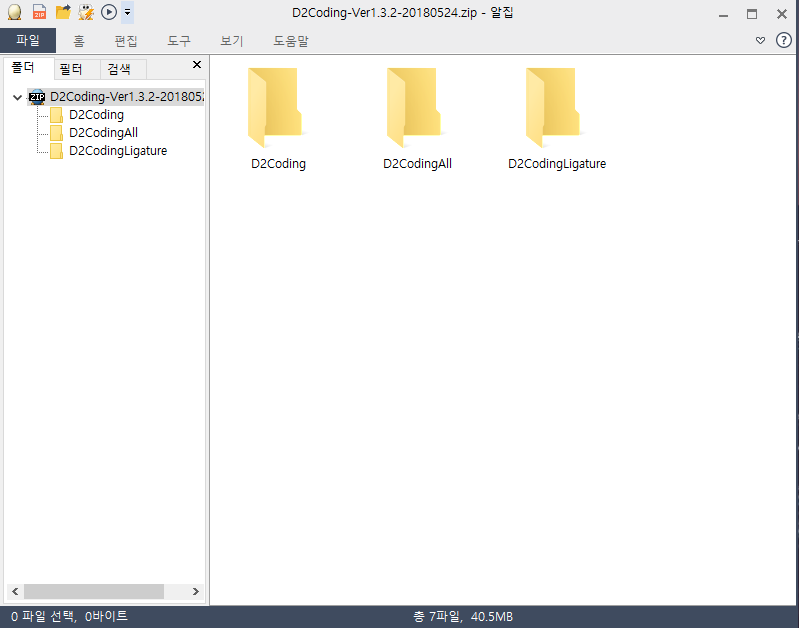 D2Coding-Ver1.3.2-20180524.zip - 알집
파일 홈 편집 도구 보기 도움말
폴더 필터 검색
D2Coding-Ver1.3.2-2018052
D2Coding
D2CodingAll
D2CodingLigature
D2Coding D2CodingAll D2CodingLigature
0 파일 선택, 0바이트
총 7파일, 40.5MB